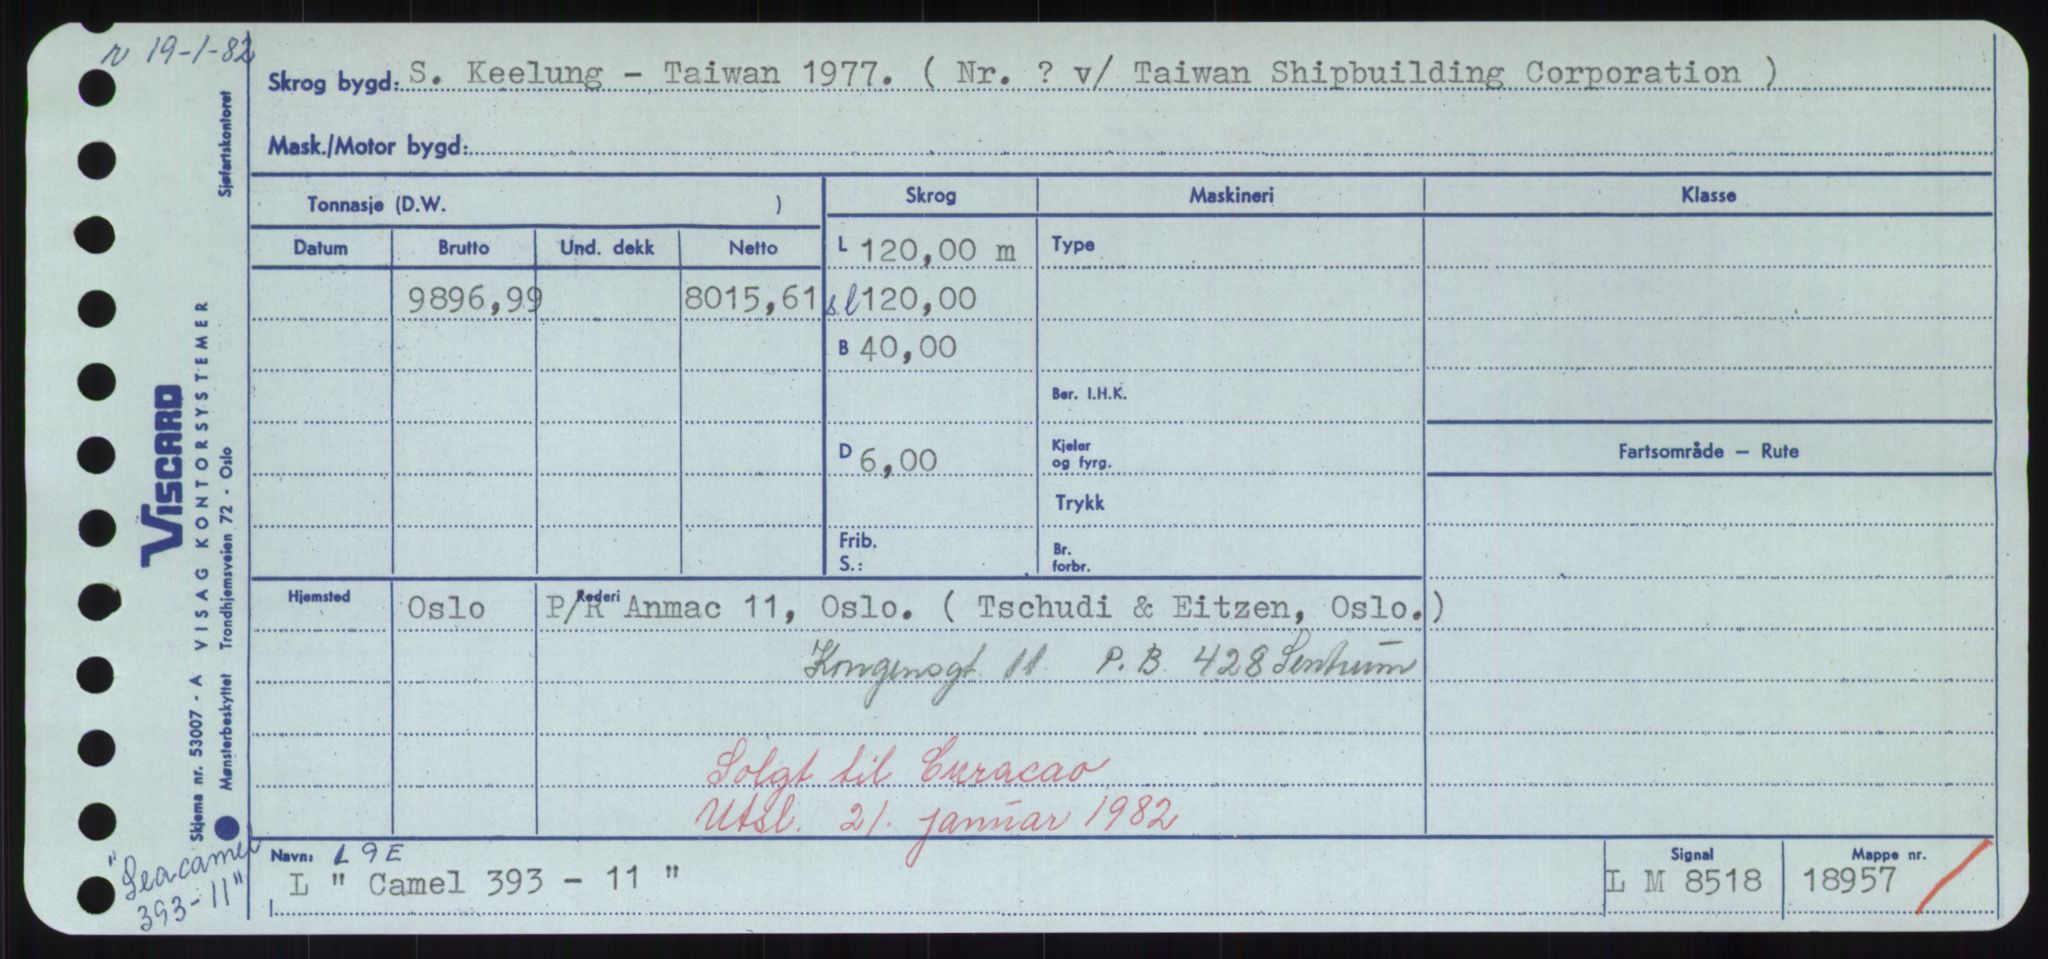 r 19-1-82
Skrog bygd: S. Keelung - Taiwan 1977. ( Nr. ? v/ Taiwan Shipbuilding Corporation )
Mask./Motor bygd:
Tonnasje (D.W. )
Skrog Maskineri Klasse
Datum Brutto Und. dekk Netto
L 120,00 m Type
9896,99 8015,61 s.l 120,00
B 40,00
Ber. I.H.K.
D 6,00 Kjeler og fyrg.
Fartsområde — Rute
Trykk
Frib.
S.:
Br. forbr.
Hjemsted Oslo Rederi P/R Anmac 11, Oslo. ( Tschudi & Eitzen, Oslo.)
Kongensgt. 11 P.B. 428 Sentrum
Solgt til Curacao
Utsl. 21. januar 1982
Navn: L 9 E
L " Camel 393 - 11 "
Signal L M 8518
Mappe nr. 18957
"Seacamel
393-11"
Sjøfartskontoret
VISCARD
VISAG KONTORSYSTEMER
Skjema nr. 53007 - A
Mønsterbeskyttet Trondhjemsveien 72 - Oslo